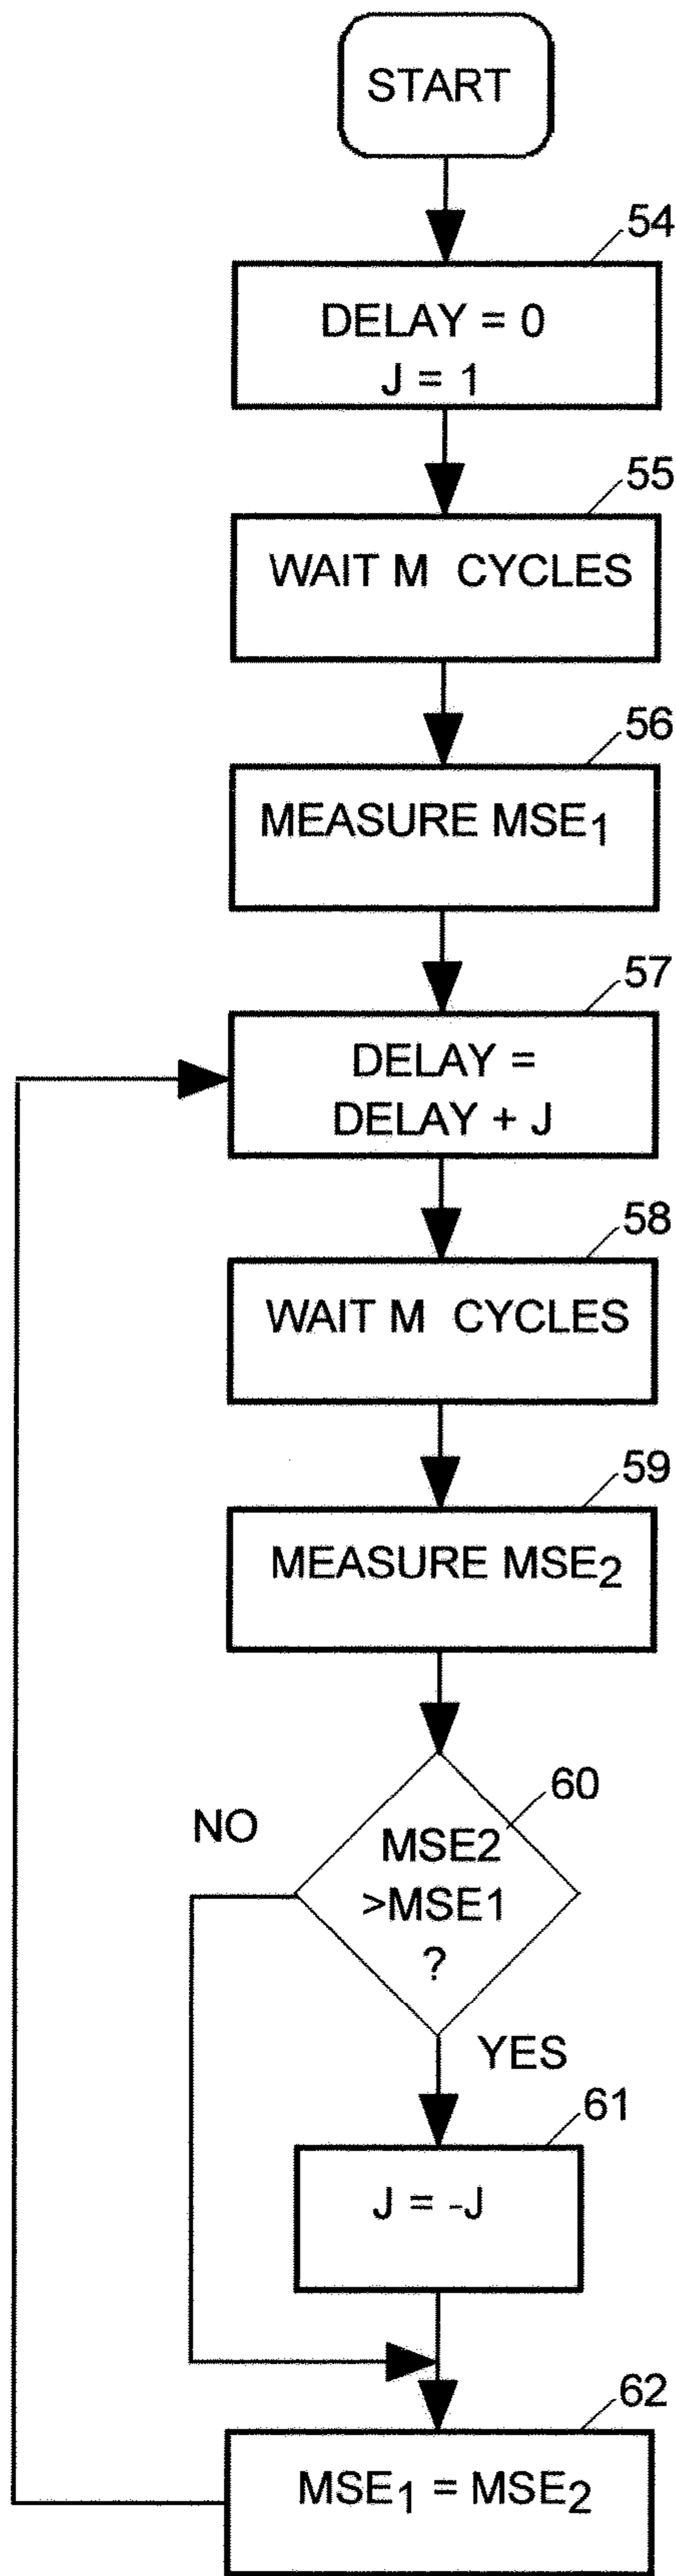 START
54
DELAY = 0
J = 1
55
WAIT M CYCLES
56
MEASURE MSE1
57
DELAY =
DELAY + J
58
WAIT M CYCLES
59
MEASURE MSE2
60
NO
MSE2
>MSE1
?
YES
61
J = -J
62
MSE1 = MSE2